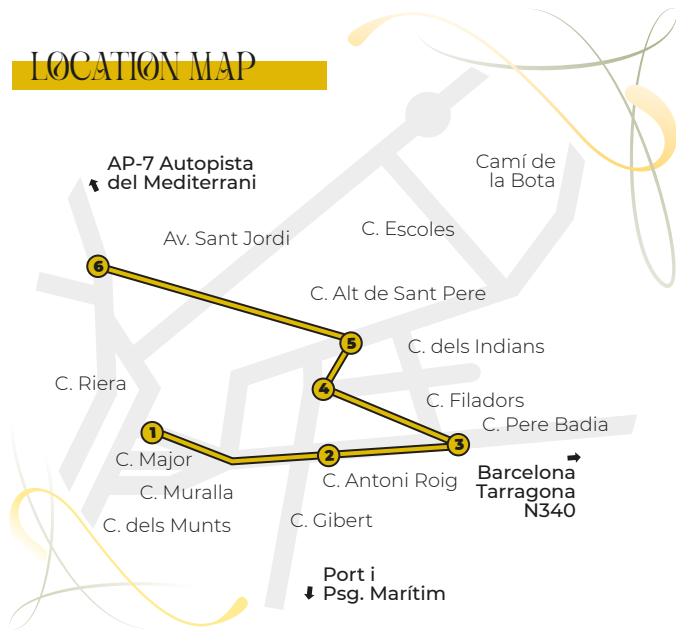 LOCATION MAP
AP-7 Autopista
del Mediterrani
Camí de
la Bota
Av. Sant Jordi
C. Escoles
6
C. Alt de Sant Pere
5
C. dels Indians
C. Riera
4
C. Filadors
C. Pere Badia
1
2
3
C. Major
C. Antoni Roig
Barcelona
Tarragona
N340
C. Muralla
C. dels Munts
C. Gibert
Port i
Psg. Marítim